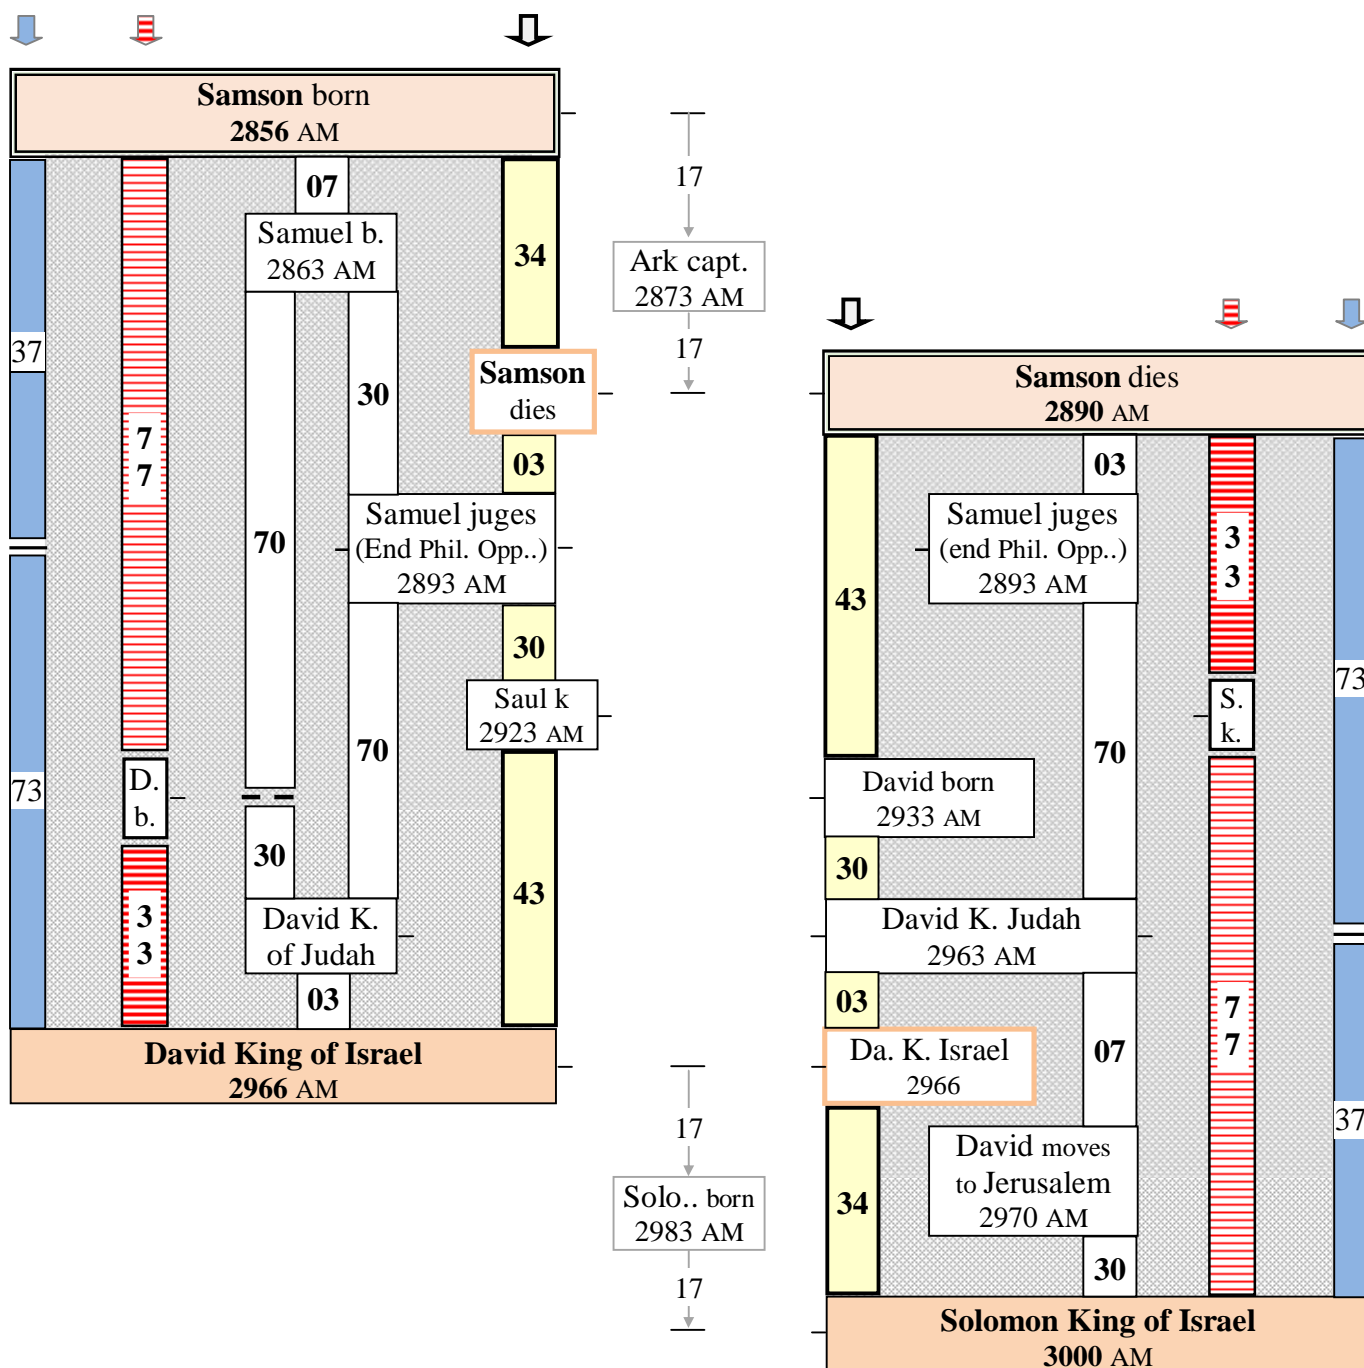 Samson born
2856 AM
07
Samuel b.
2863 AM
34
37
30
Samson
dies
7
7
03
Samuel juges
(End Phil. Opp..)
2893 AM
70
30
Saul k
2923 AM
70
D.
b.
73
30
43
3
3
David K.
of Judah
03
David King of Israel
2966 AM
17
Ark capt.
2873 AM
17
17
Solo.. born
2983 AM
17
Samson dies
2890 AM
03
Samuel juges
(end Phil. Opp..)
2893 AM
3
3
43
73
S.
k.
70
David born
2933 AM
30
David K. Judah
2963 AM
03
07
7
7
Da. K. Israel
2966
37
David moves
to Jerusalem
2970 AM
34
30
Solomon King of Israel
3000 AM